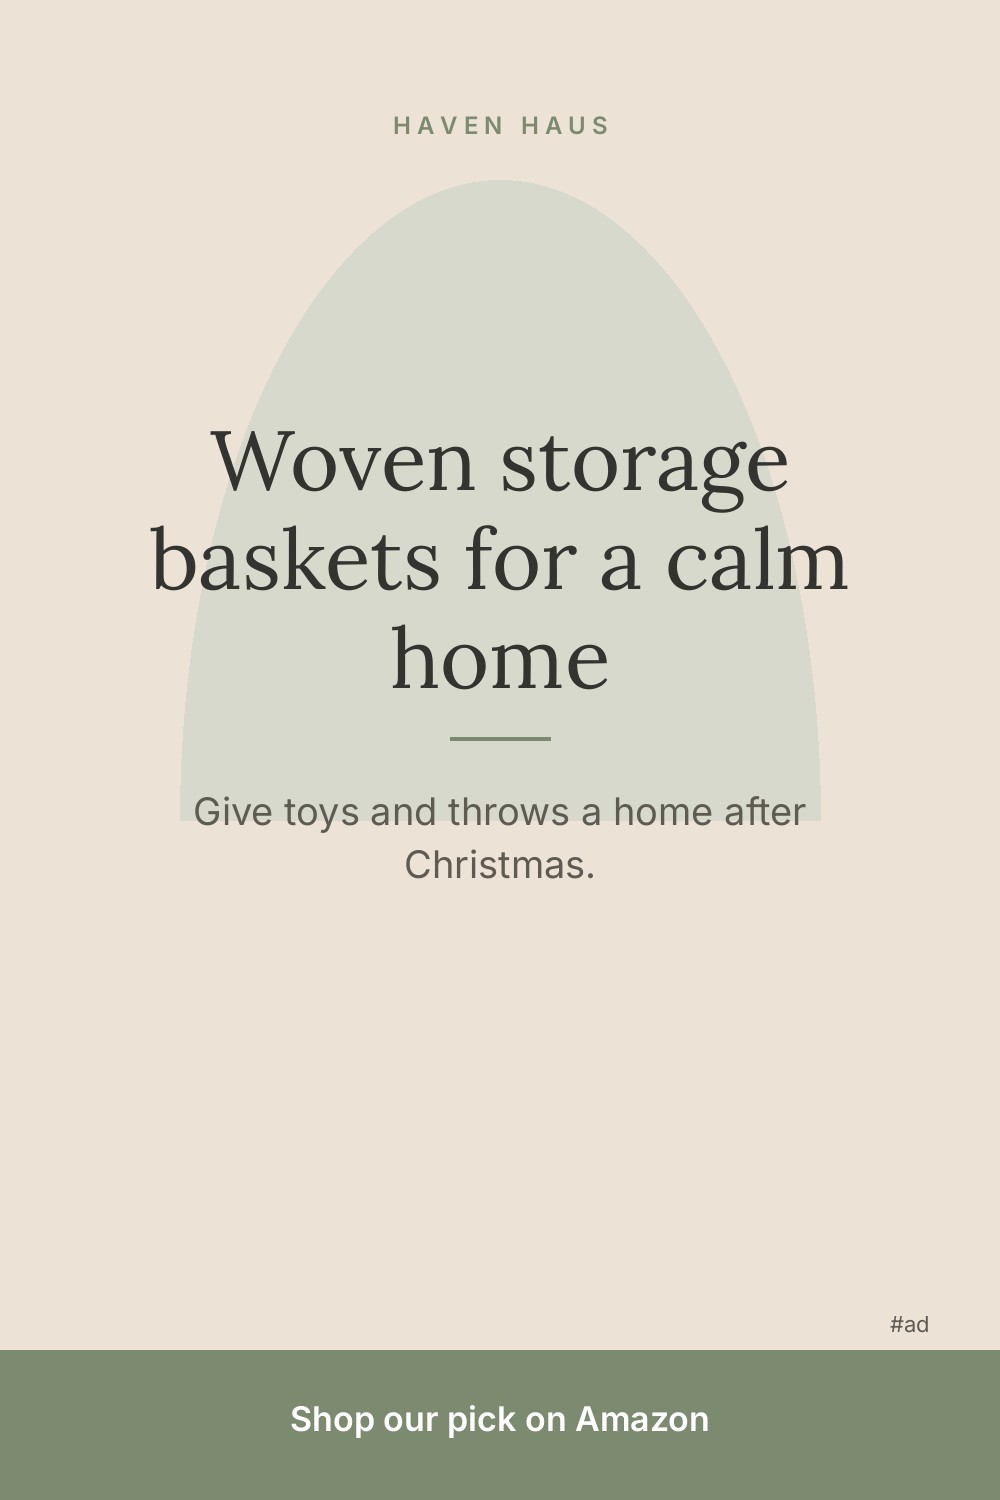 HAVEN HAUS
Woven storage
baskets for a calm
home
Give toys and throws a home after
Christmas.
#ad
Shop our pick on Amazon